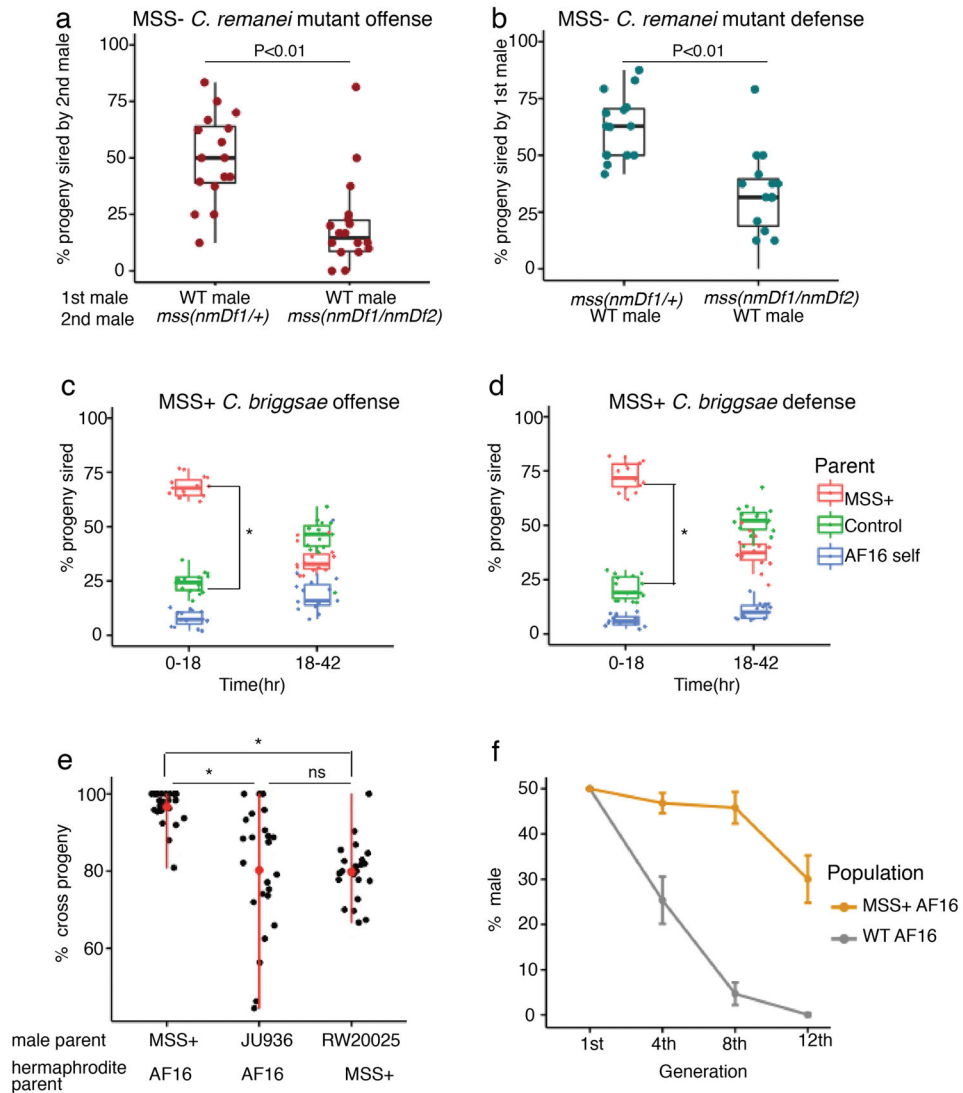 a
MSS- C. remanei mutant offense
% progeny sired by 2nd male
100
75
50
25
0
P<0.01
1st male
2nd male
WT male
mss(nmDf1/+)
WT male
mss(nmDf1/nmDf2)
b
MSS- C. remanei mutant defense
% progeny sired by 1st male
100
75
50
25
0
P<0.01
mss(nmDf1/+)
WT male
mss(nmDf1/nmDf2)
WT male
c
MSS+ C. briggsae offense
% progeny sired
100
75
50
25
0
*
0-18
18-42
Time(hr)
d
MSS+ C. briggsae defense
% progeny sired
100
75
50
25
0
*
0-18
18-42
Time(hr)
Parent
MSS+
Control
AF16 self
e
% cross progeny
100
80
60
*
*
ns
male parent
MSS+
JU936
RW20025
hermaphrodite
parent
AF16
AF16
MSS+
f
% male
50
40
30
20
10
0
1st
4th
8th
12th
Generation
Population
MSS+ AF16
WT AF16